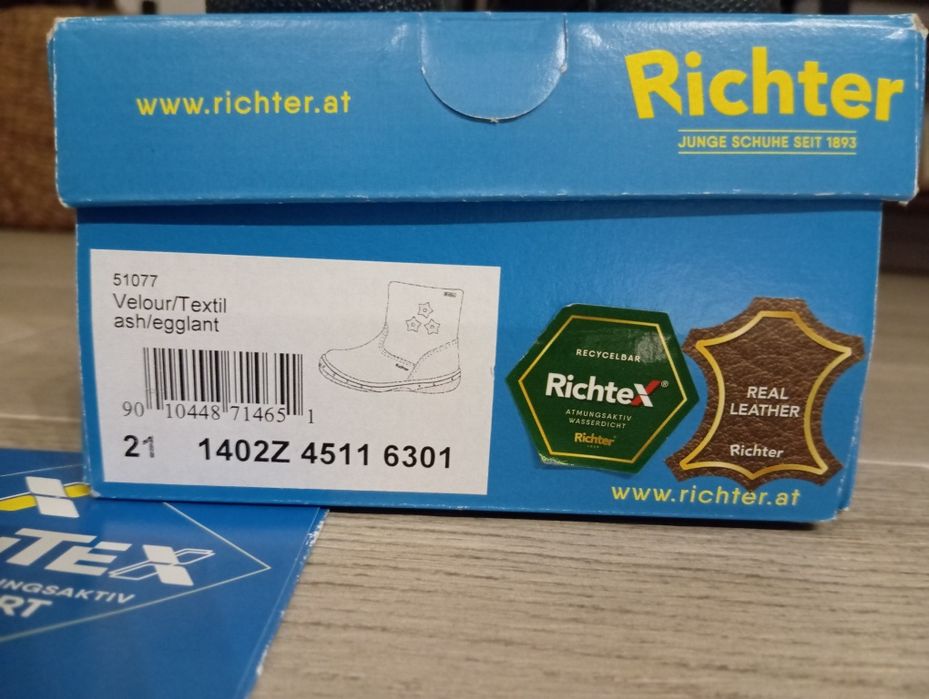 www.richter.at
Richter
JUNGE SCHUHE SEIT 1893
51077
Velour/Textil
ash/egglant
90 10448 71465 1
21 1402Z 4511 6301
RECYCELBAR
RichteX®
ATMUNGSAKTIV
WASSERDICHT
Richter
REAL
LEATHER
Richter
www.richter.at
TEX
NGSAKTIV
RT